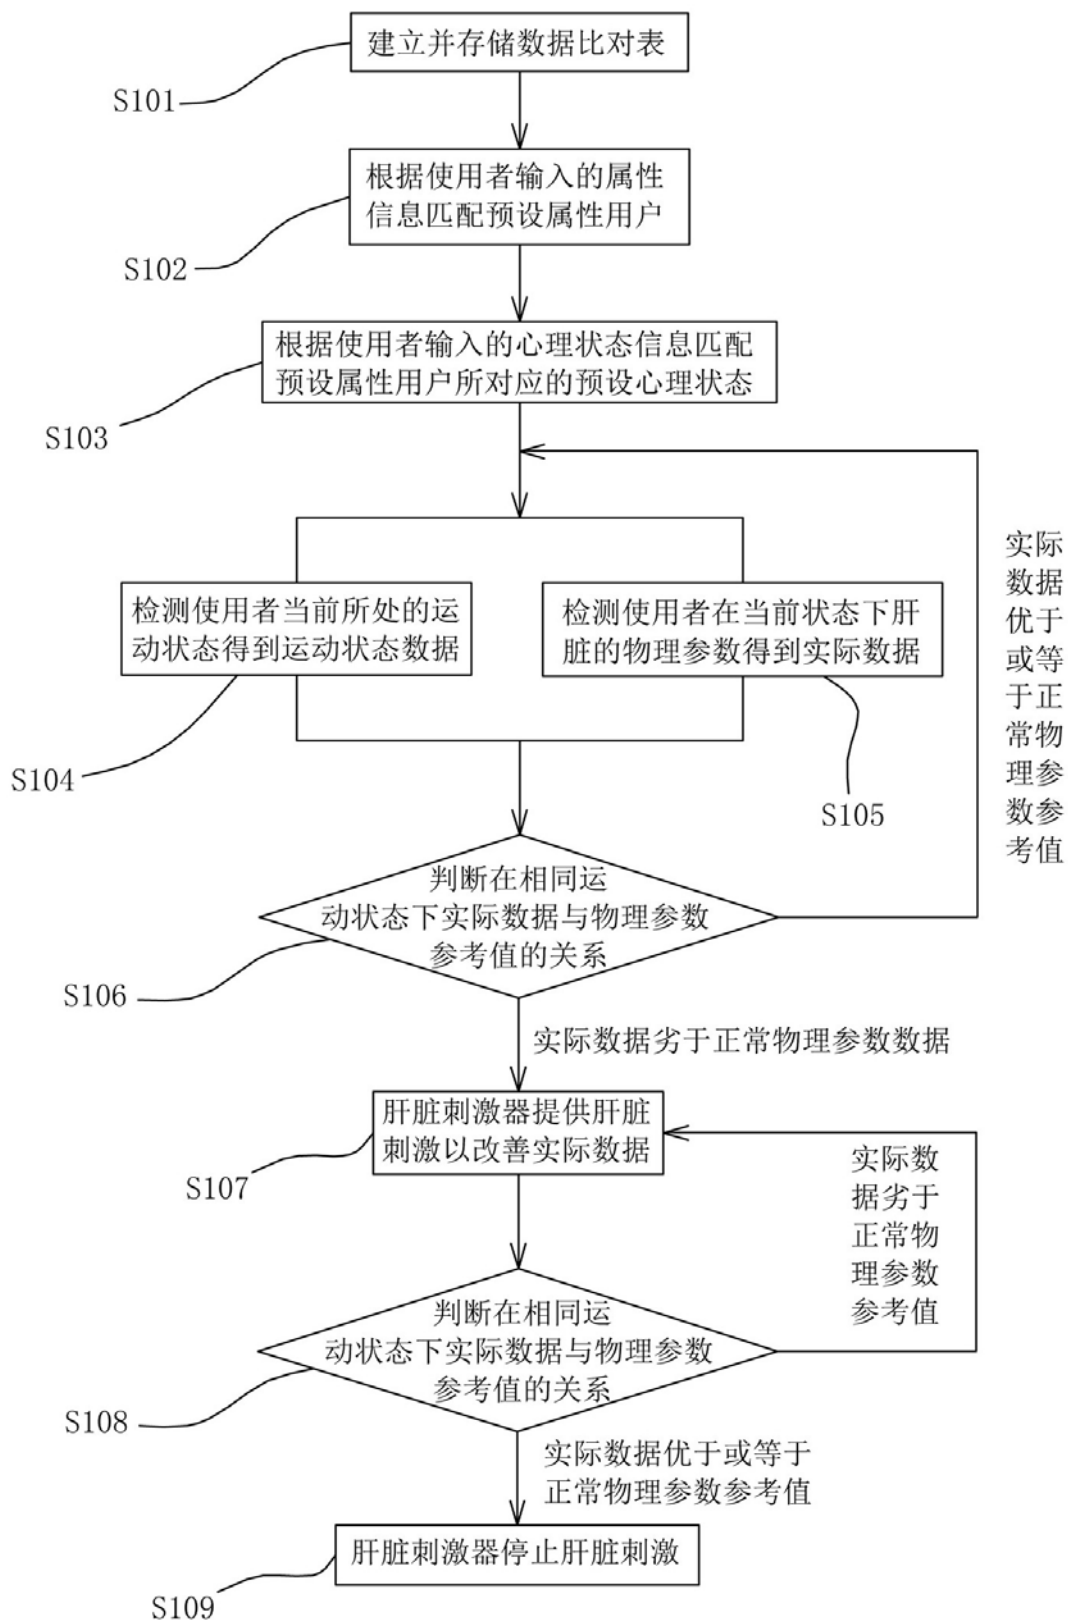 建立并存储数据比对表
S101
根据使用者输入的属性
信息匹配预设属性用户
S102
根据使用者输入的心理状态信息匹配
预设属性用户所对应的预设心理状态
S103
检测使用者当前所处的运
动状态得到运动状态数据
S104
检测使用者在当前状态下肝
脏的物理参数得到实际数据
S105
实际
数据
优于
或等
于正
常物
理参
数参
考值
判断在相同运
动状态下实际数据与物理参数
参考值的关系
S106
实际数据劣于正常物理参数数据
肝脏刺激器提供肝脏
刺激以改善实际数据
S107
实际数
据劣于
正常物
理参数
参考值
判断在相同运
动状态下实际数据与物理参数
参考值的关系
S108
实际数据优于或等于
正常物理参数参考值
肝脏刺激器停止肝脏刺激
S109